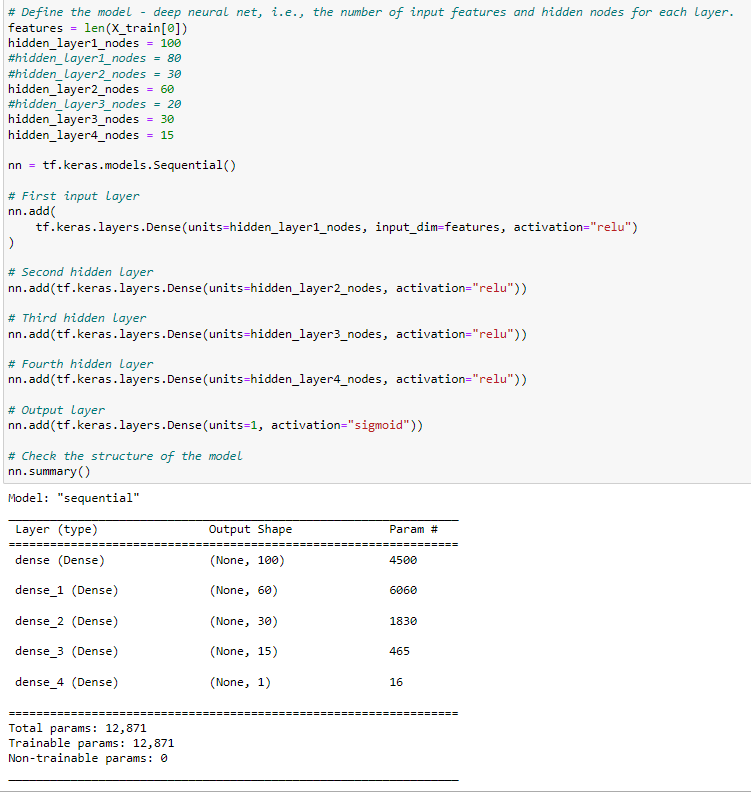 # Define the model - deep neural net, i.e., the number of input features and hidden nodes for each layer.
features = len(X_train[0])
hidden_layer1_nodes = 100
#hidden_layer1_nodes = 80
#hidden_layer2_nodes = 30
hidden_layer2_nodes = 60
#hidden_layer3_nodes = 20
hidden_layer3_nodes = 30
hidden_layer4_nodes = 15
nn = tf.keras.models.Sequential()
# First input layer
nn.add(
    tf.keras.layers.Dense(units=hidden_layer1_nodes, input_dim=features, activation="relu")
)
# Second hidden layer
nn.add(tf.keras.layers.Dense(units=hidden_layer2_nodes, activation="relu"))
# Third hidden layer
nn.add(tf.keras.layers.Dense(units=hidden_layer3_nodes, activation="relu"))
# Fourth hidden layer
nn.add(tf.keras.layers.Dense(units=hidden_layer4_nodes, activation="relu"))
# Output layer
nn.add(tf.keras.layers.Dense(units=1, activation="sigmoid"))
# Check the structure of the model
nn.summary()
Model: "sequential"
Layer (type) Output Shape Param #
dense (Dense) (None, 100) 4500
dense_1 (Dense) (None, 60) 6060
dense_2 (Dense) (None, 30) 1830
dense_3 (Dense) (None, 15) 465
dense_4 (Dense) (None, 1) 16
Total params: 12,871
Trainable params: 12,871
Non-trainable params: 0